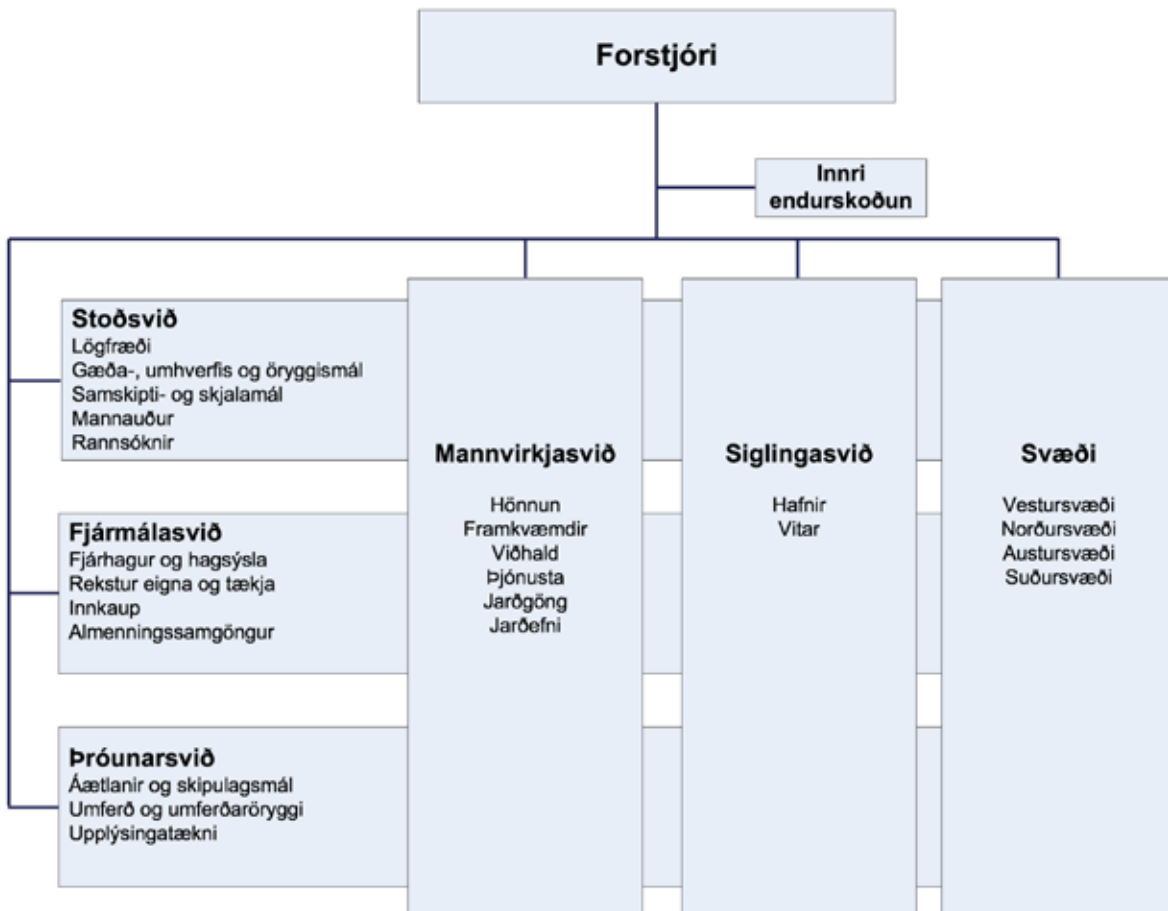 Forstjóri
Innri
endurskoðun
Stoðsvið
Lögfræði
Gæða-, umhverfis og öryggismál
Samskipti- og skjalamál
Mannauður
Rannsóknir
Fjármálasvið
Fjárhagur og hagsýsla
Rekstur eigna og tækja
Innkaup
Almenningssamgöngur
Þróunarsvið
Áætlanir og skipulagsmál
Umferð og umferðaröryggi
Upplýsingatækni
Mannvirkjasvið
Hönnun
Framkvæmdir
Viðhald
Þjónusta
Jarðgöng
Jarðefni
Siglingasvið
Hafnir
Vitar
Svæði
Vestursvæði
Norðursvæði
Austursvæði
Suðursvæði